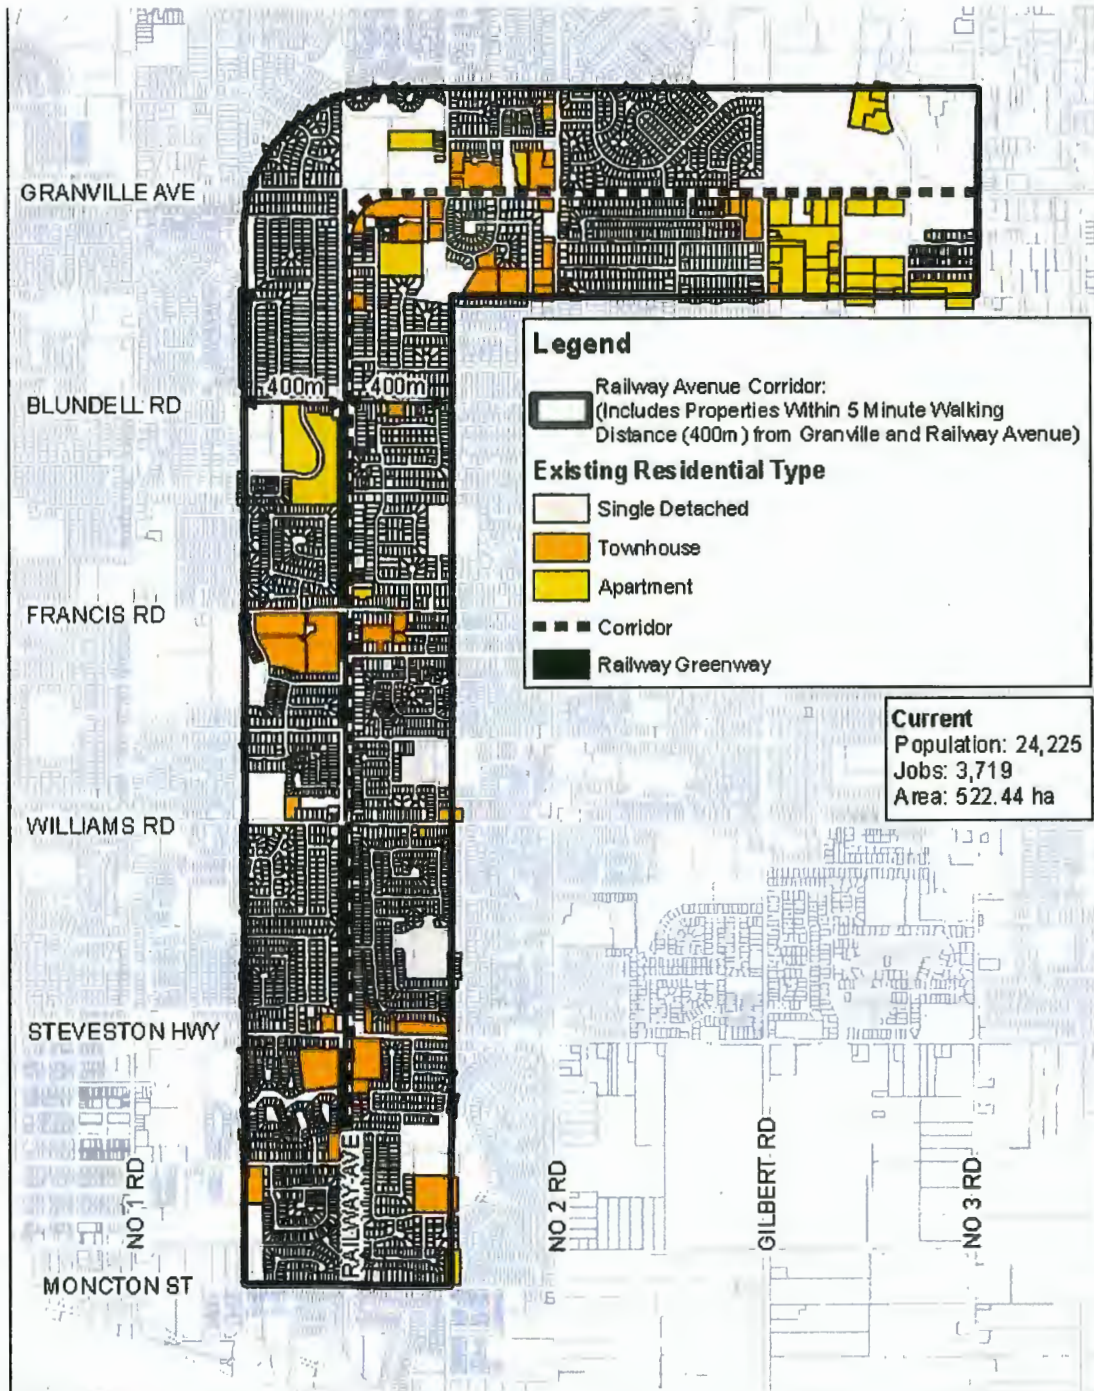 GRANVILLE AVE
400m
400m
BLUNDELL RD
Legend
Railway Avenue Corridor:
(Includes Properties Within 5 Minute Walking
Distance (400m) from Granville and Railway Avenue)
Existing Residential Type
Single Detached
Townhouse
Apartment
Corridor
Railway Greenway
FRANCIS RD
Current
Population: 24,225
Jobs: 3,719
Area: 522.44 ha
WILLIAMS RD
STEVESTON HWY
NO 1 RD
RAILWAY AVE
NO 2 RD
GILBERT RD
NO 3 RD
MONCTON ST